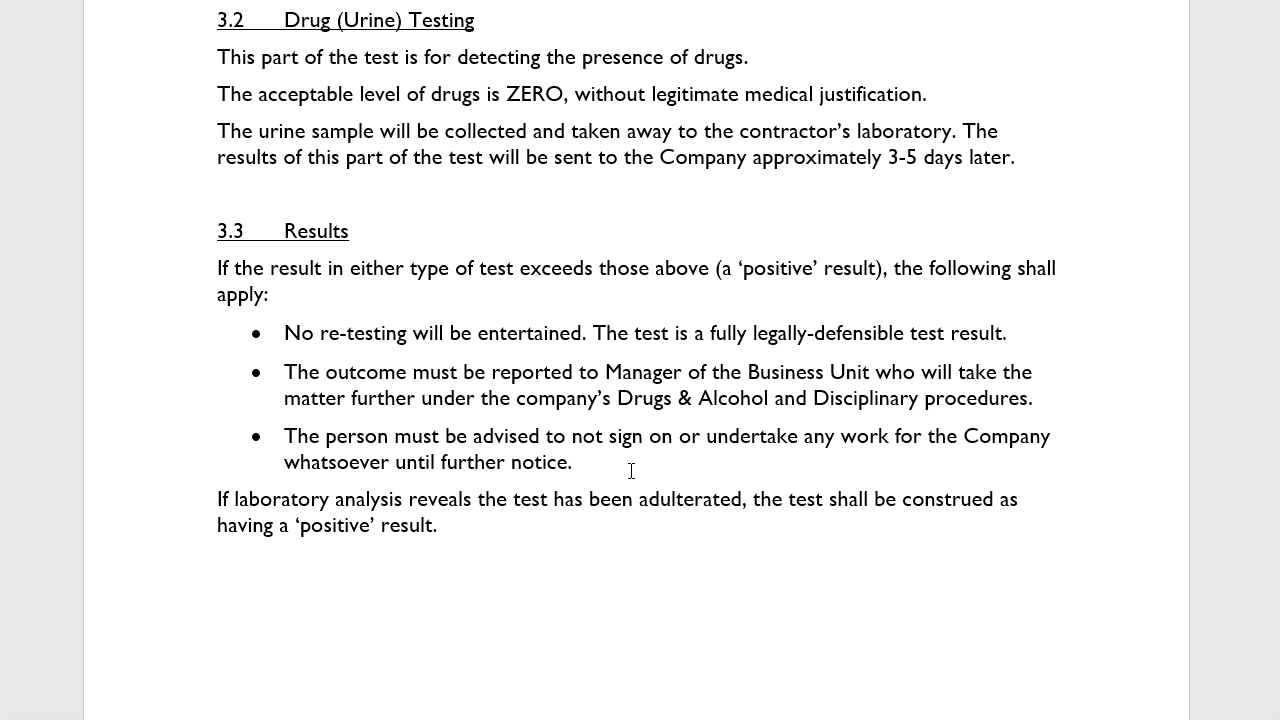 3.2 Drug (Urine) Testing
This part of the test is for detecting the presence of drugs.
The acceptable level of drugs is ZERO, without legitimate medical justification.
The urine sample will be collected and taken away to the contractor’s laboratory. The
results of this part of the test will be sent to the Company approximately 3-5 days later.
3.3 Results
If the result in either type of test exceeds those above (a ‘positive’ result), the following shall
apply:
• No re-testing will be entertained. The test is a fully legally-defensible test result.
• The outcome must be reported to Manager of the Business Unit who will take the
matter further under the company’s Drugs & Alcohol and Disciplinary procedures.
• The person must be advised to not sign on or undertake any work for the Company
whatsoever until further notice.
If laboratory analysis reveals the test has been adulterated, the test shall be construed as
having a ‘positive’ result.